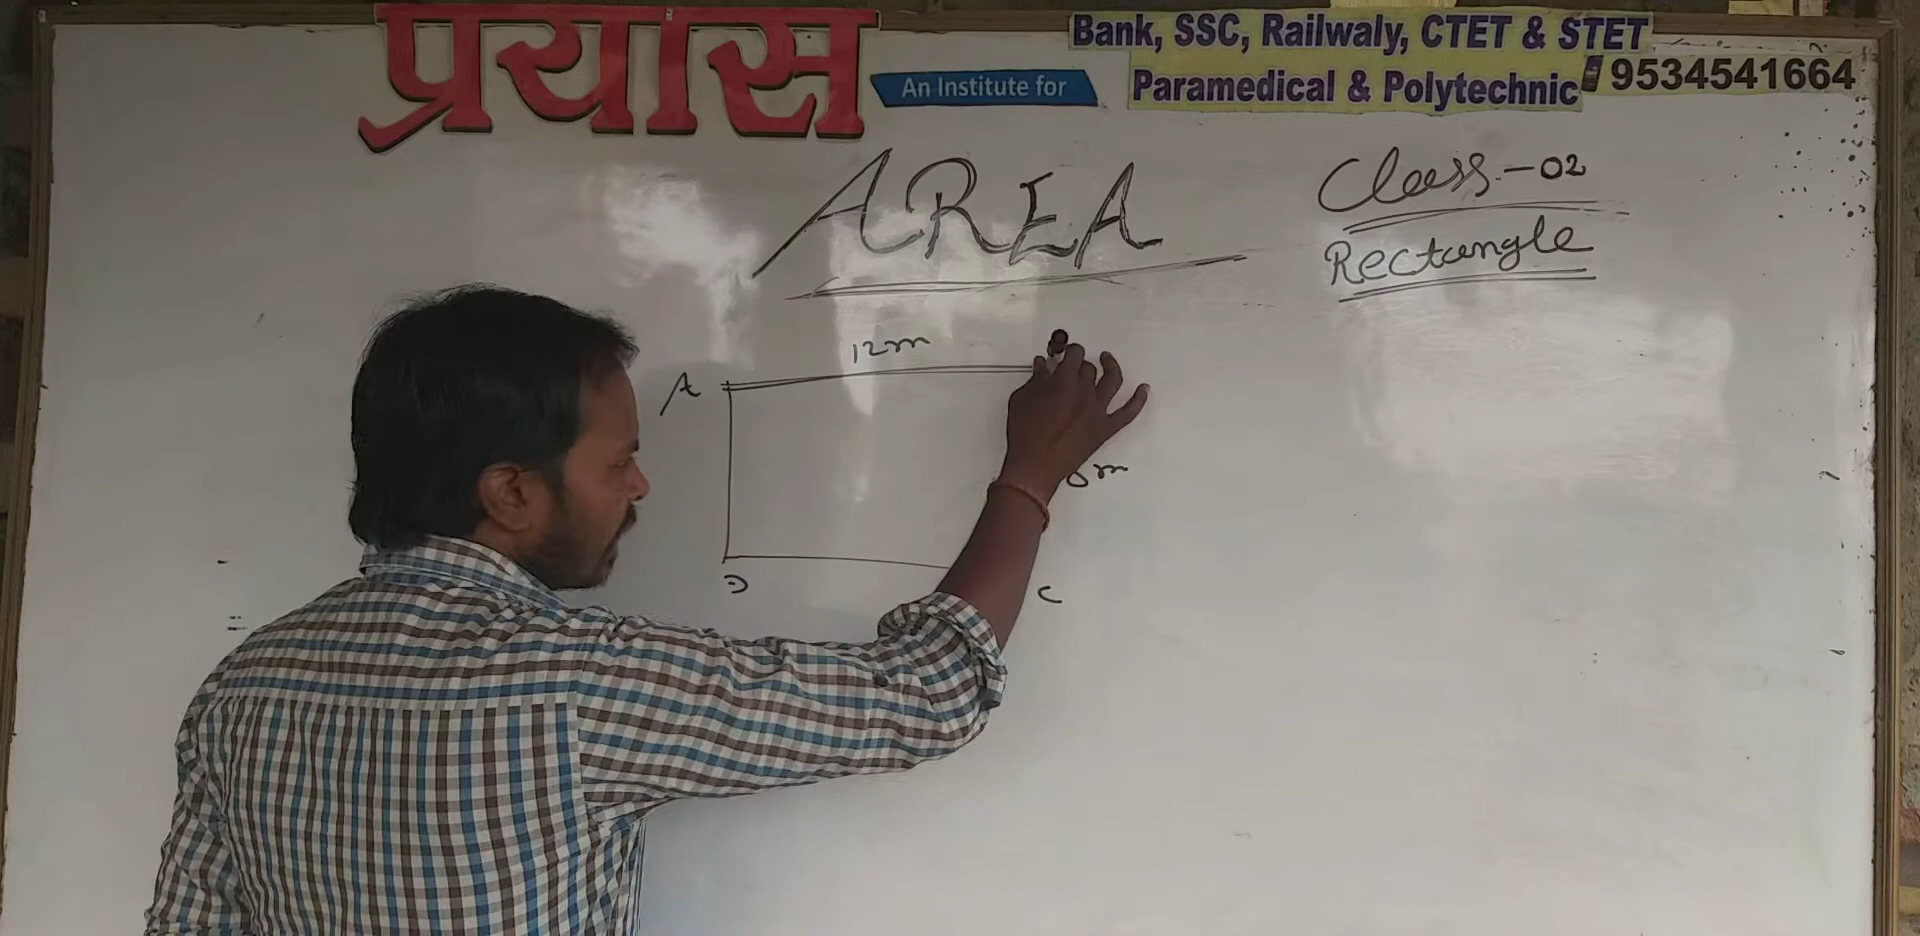 प्रयास
An Institute for
Bank, SSC, Railwaly, CTET & STET
Paramedical & Polytechnic
9534541664
AREA
Class-02
Rectangle
12m
A
m
D
C